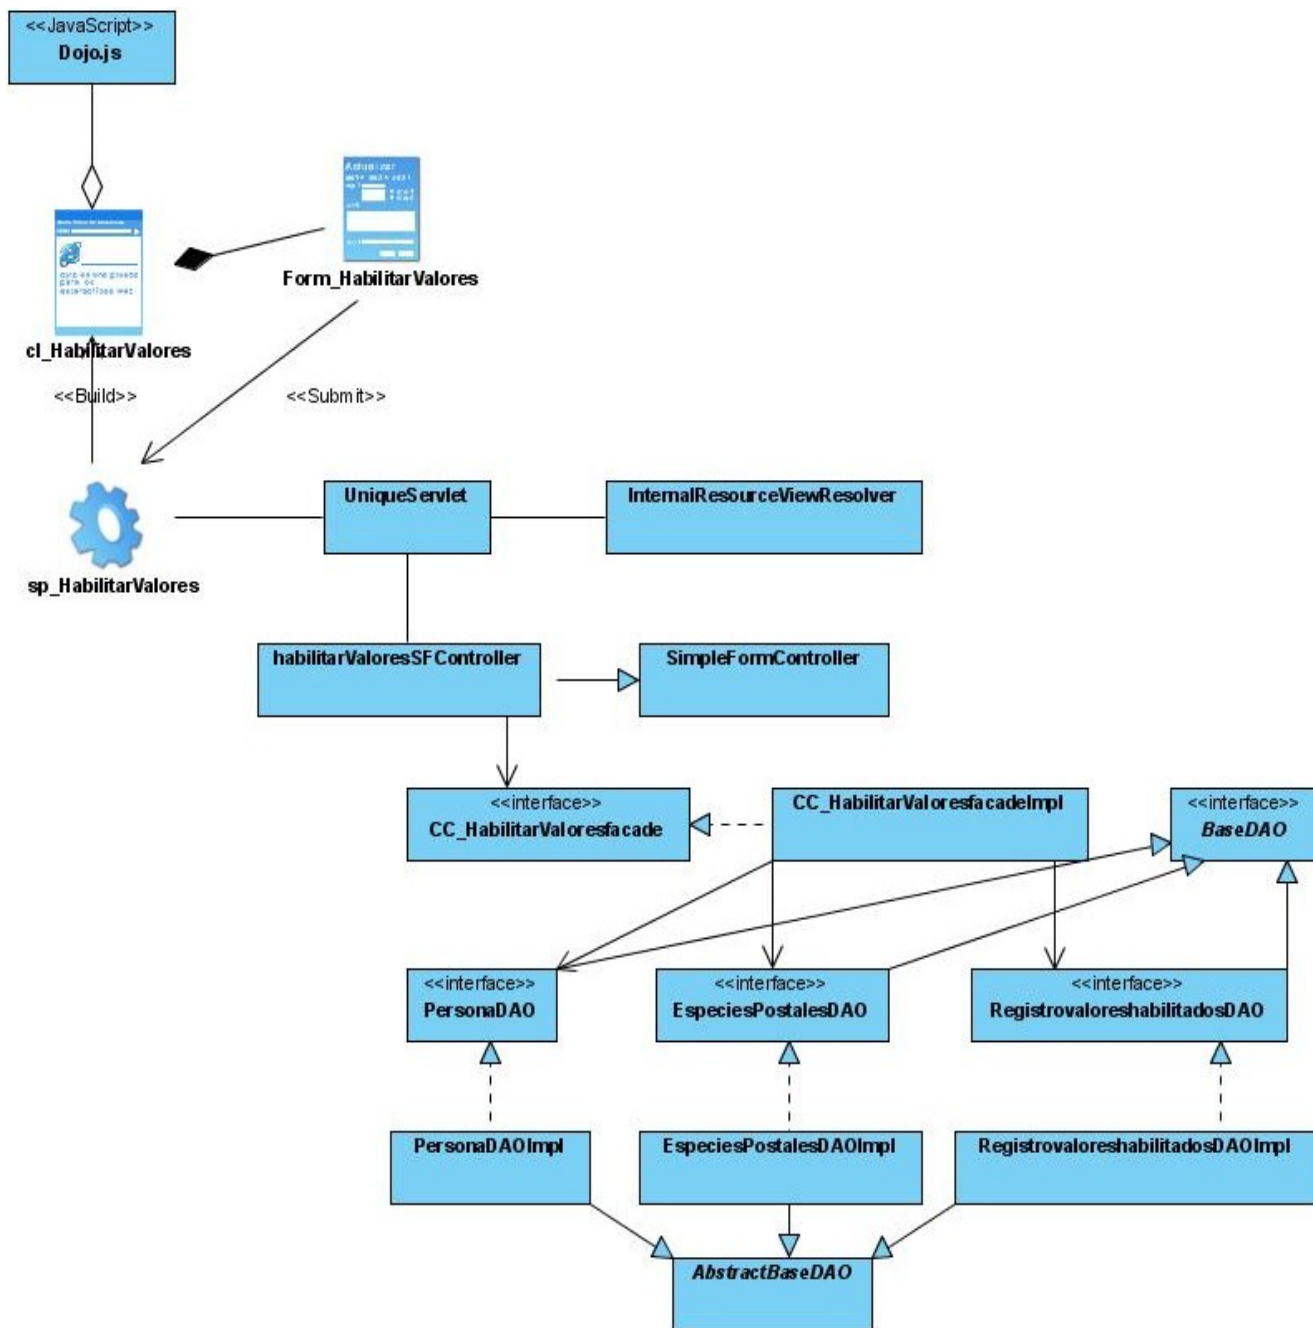 <<JavaScript>>
Dojo.js
Actualizar
Form_HabilitarValores
cl_HabilitarValores
<<Build>>
<<Submit>>
UniqueServlet
InternalResourceViewResolver
sp_HabilitarValores
habilitarValoresSFController
SimpleFormController
<<interface>>
CC_HabilitarValoresfacade
CC_HabilitarValoresfacadeImpl
<<interface>>
BaseDAO
<<interface>>
PersonaDAO
<<interface>>
EspeciesPostalesDAO
<<interface>>
RegistrovaloreshabilitadosDAO
PersonaDAOImpl
EspeciesPostalesDAOImpl
RegistrovaloreshabilitadosDAOImpl
AbstractBaseDAO